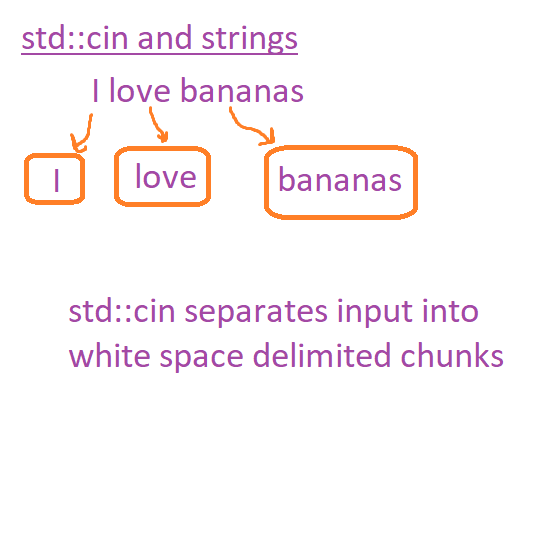 std::cin and strings
I love bananas
I love bananas
std::cin separates input into
white space delimited chunks